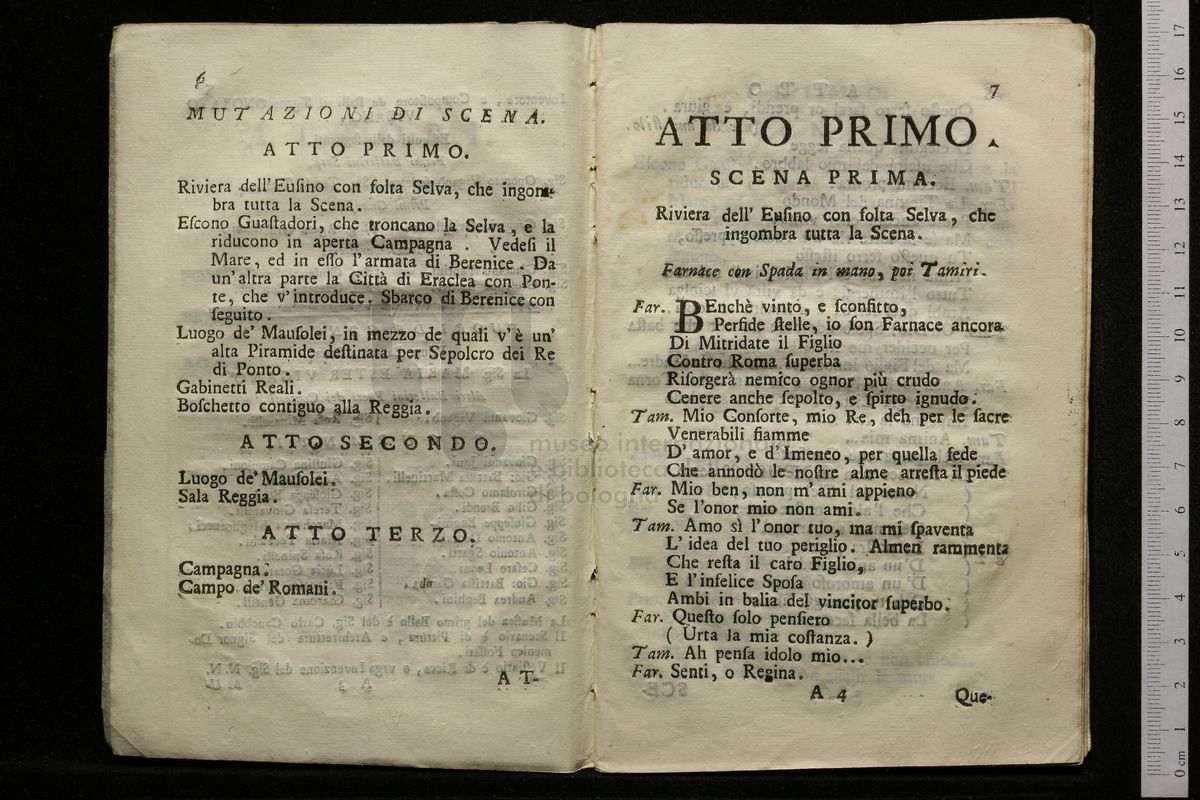 6
MUTAZIONI DI SCENA.
ATTO PRIMO.
Riviera dell'Eusino con folta Selva, che ingom-
bra tutta la Scena.
Eſcono Guaſtadori, che troncano la Selva, e la
riducono in aperta Campagna . Vedeſi il
Mare, ed in eſſo l'armata di Berenice . Da
un'altra parte la Città di Eraclea con Pon-
te, che v'introduce. Sbarco di Berenice con
ſeguito .
Luogo de' Mauſolei, in mezzo de quali v'è un'
alta Piramide deſtinata per Sepolcro dei Re
di Ponto .
Gabinetti Reali.
Boſchetto contiguo alla Reggia.
ATTO SECONDO.
Luogo de' Mauſolei.
Sala Reggia.
ATTO TERZO.
Campagna.
Campo de' Romani.
AT-
7
ATTO PRIMO.
SCENA PRIMA.
Riviera dell' Euſino con folta Selva, che
ingombra tutta la Scena.
Farnace con Spada in mano, poi Tamiri.
Far. BEnchè vinto, e ſconfitto,
Perfide ſtelle, io ſon Farnace ancora
Di Mitridate il Figlio
Contro Roma ſuperba
Riſorgerà nemico ognor più crudo
Cenere anche ſepolto, e ſpirto ignudo.
Tam. Mio Conſorte, mio Re, deh per le ſacre
Venerabili fiamme
D' amor, e d' Imeneo, per quella fede
Che annodò le noſtre alme arreſta il piede
Far. Mio ben, non m' ami appieno
Se l'onor mio non ami.
Tam. Amo sì l'onor tuo, ma mi ſpaventa
L' idea del tuo periglio. Almen rammenta
Che reſta il caro Figlio,
E l'infelice Spoſa
Ambi in balia del vincitor ſuperbo.
Far. Queſto ſolo penſiero
( Urta la mia coſtanza. )
Tam. Ah penſa idolo mio...
Far. Senti, o Regina.
A 4
Que-